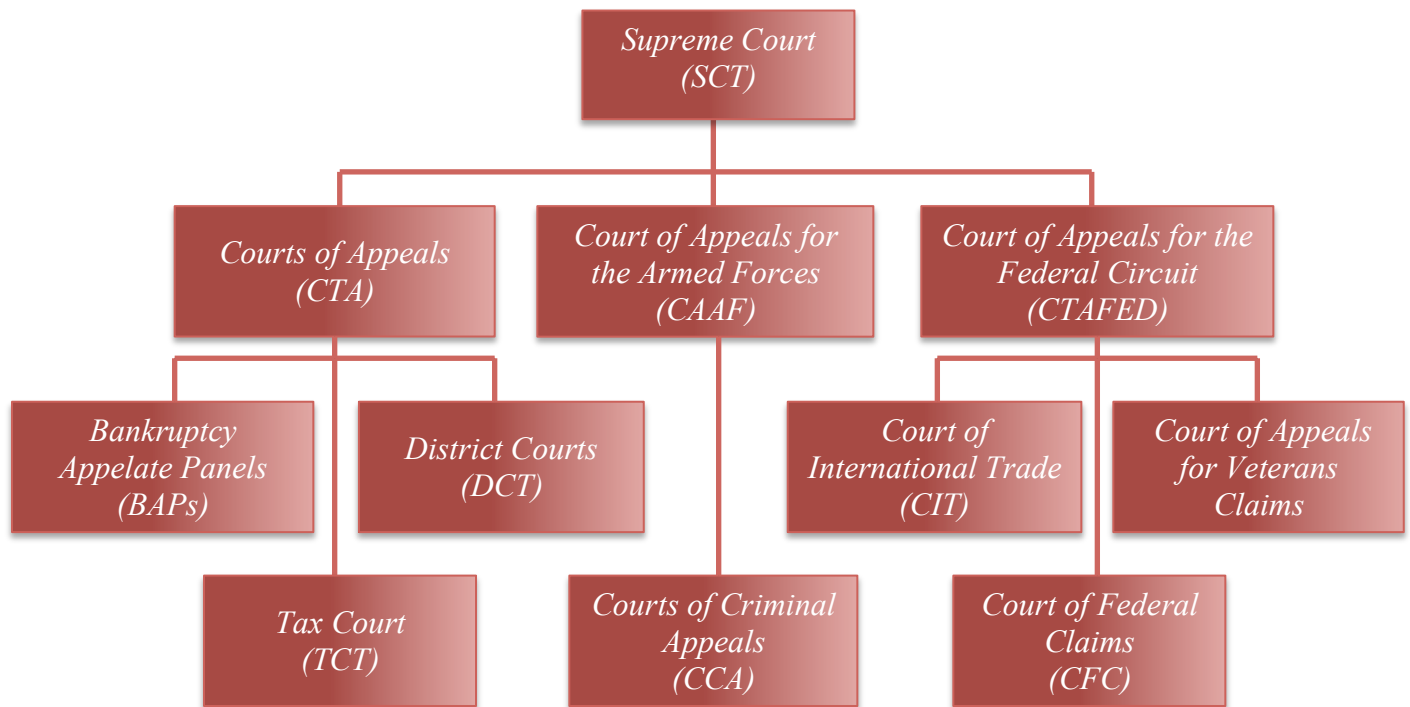 Supreme Court
(SCT)
Courts of Appeals
(CTA)
Court of Appeals for
the Armed Forces
(CAAF)
Court of Appeals for the
Federal Circuit
(CTAFED)
Bankruptcy
Appelate Panels
(BAPs)
District Courts
(DCT)
Court of
International Trade
(CIT)
Court of Appeals
for Veterans
Claims
Tax Court
(TCT)
Courts of Criminal
Appeals
(CCA)
Court of Federal
Claims
(CFC)